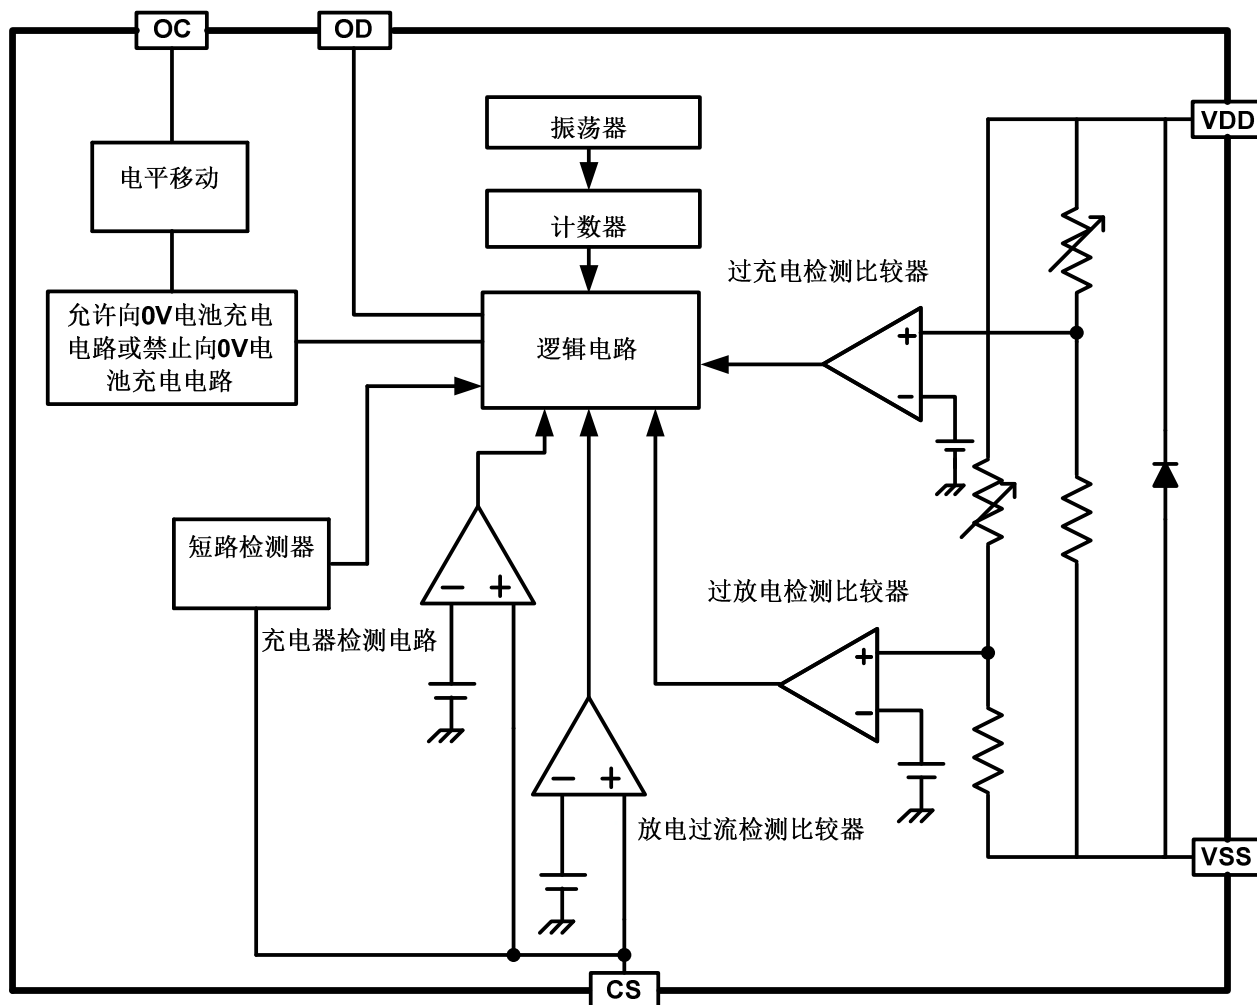 OC
OD
振荡器
VDD
电平移动
计数器
过充电检测比较器
允许向0V电池充电
电路或禁止向0V电
池充电电路
逻辑电路
+
−
短路检测器
− +
过放电检测比较器
充电器检测电路
+
−
− +
放电过流检测比较器
VSS
CS